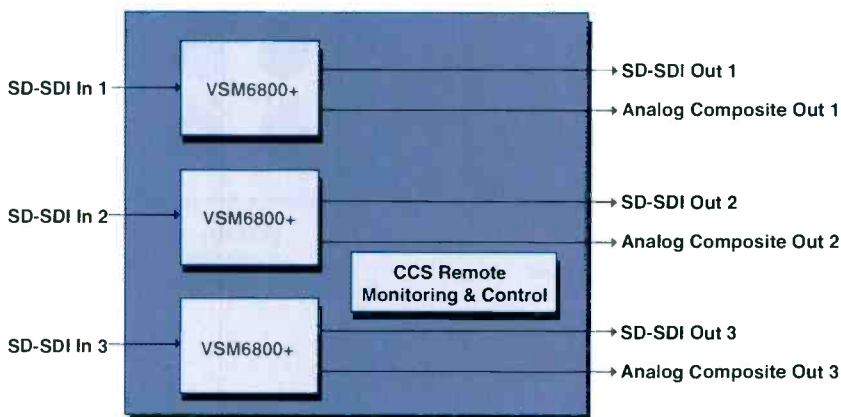 SD-SDI In 1
VSM6800+
SD-SDI Out 1
Analog Composite Out 1
SD-SDI In 2
VSM6800+
SD-SDI Out 2
Analog Composite Out 2
CCS Remote
Monitoring & Control
SD-SDI In 3
VSM6800+
SD-SDI Out 3
Analog Composite Out 3